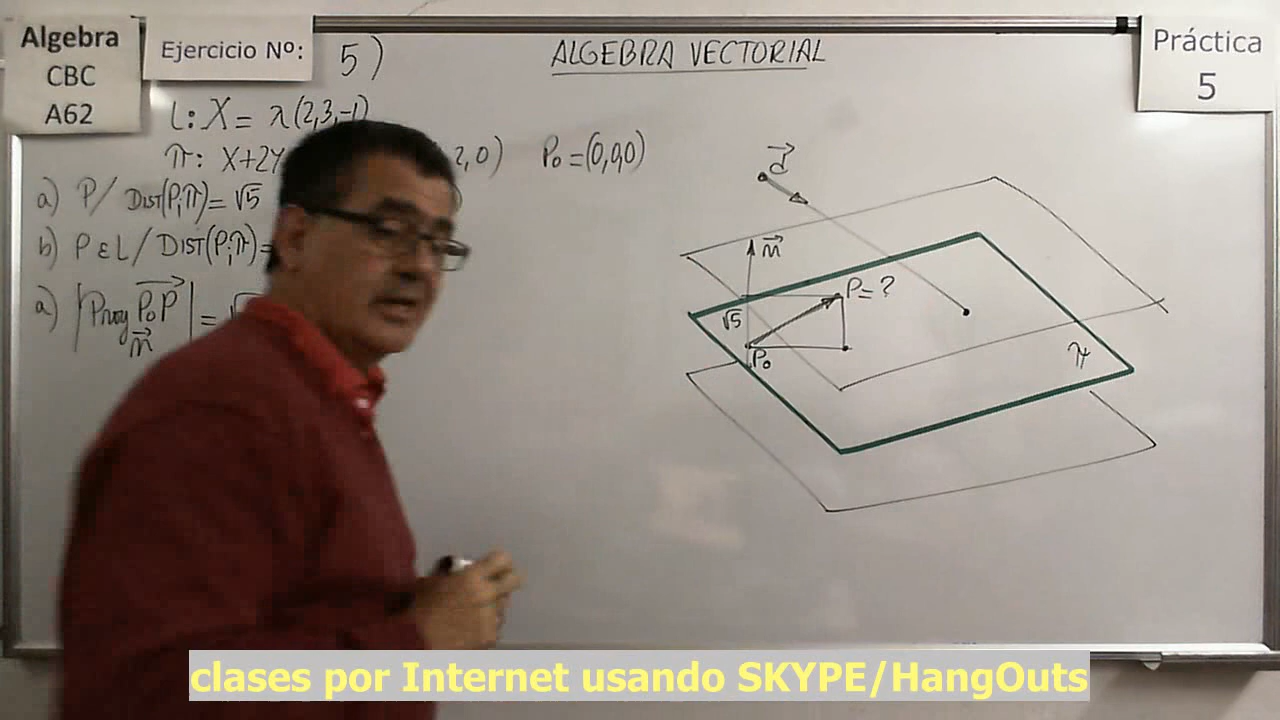 Algebra
CBC
A62
Ejercicio Nº: 5)
ALGEBRA VECTORIAL
Práctica
5
L: X = λ(2,3,-1)
π: X+2Y 2,0) P₀=(0,0,0)
a) P/ DIST(P;π)=√5
b) P ε L / DIST(P;π)=
a) |Proy P₀P| =
n
d
n
P=?
√5
P₀
π
clases por Internet usando SKYPE/HangOuts